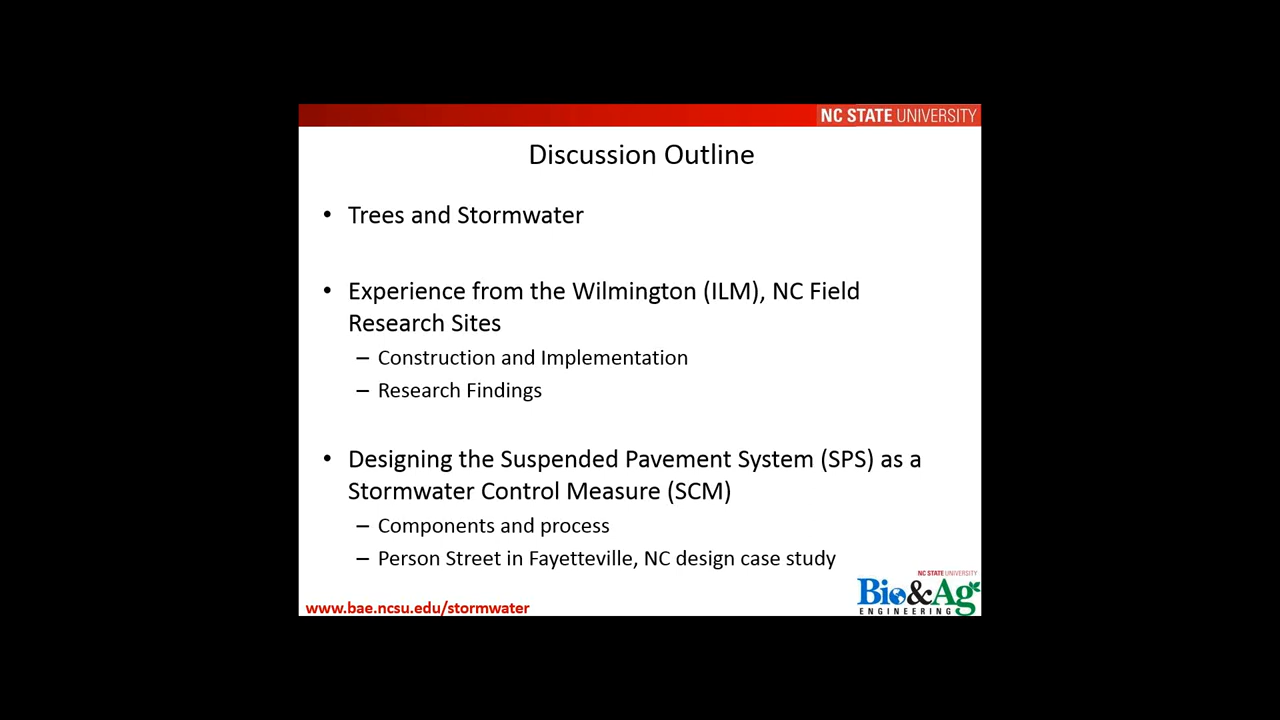 NC STATE UNIVERSITY
Discussion Outline
• Trees and Stormwater
• Experience from the Wilmington (ILM), NC Field
Research Sites
– Construction and Implementation
– Research Findings
• Designing the Suspended Pavement System (SPS) as a
Stormwater Control Measure (SCM)
– Components and process
– Person Street in Fayetteville, NC design case study
NC STATE UNIVERSITY
Bio&Ag
ENGINEERING
www.bae.ncsu.edu/stormwater